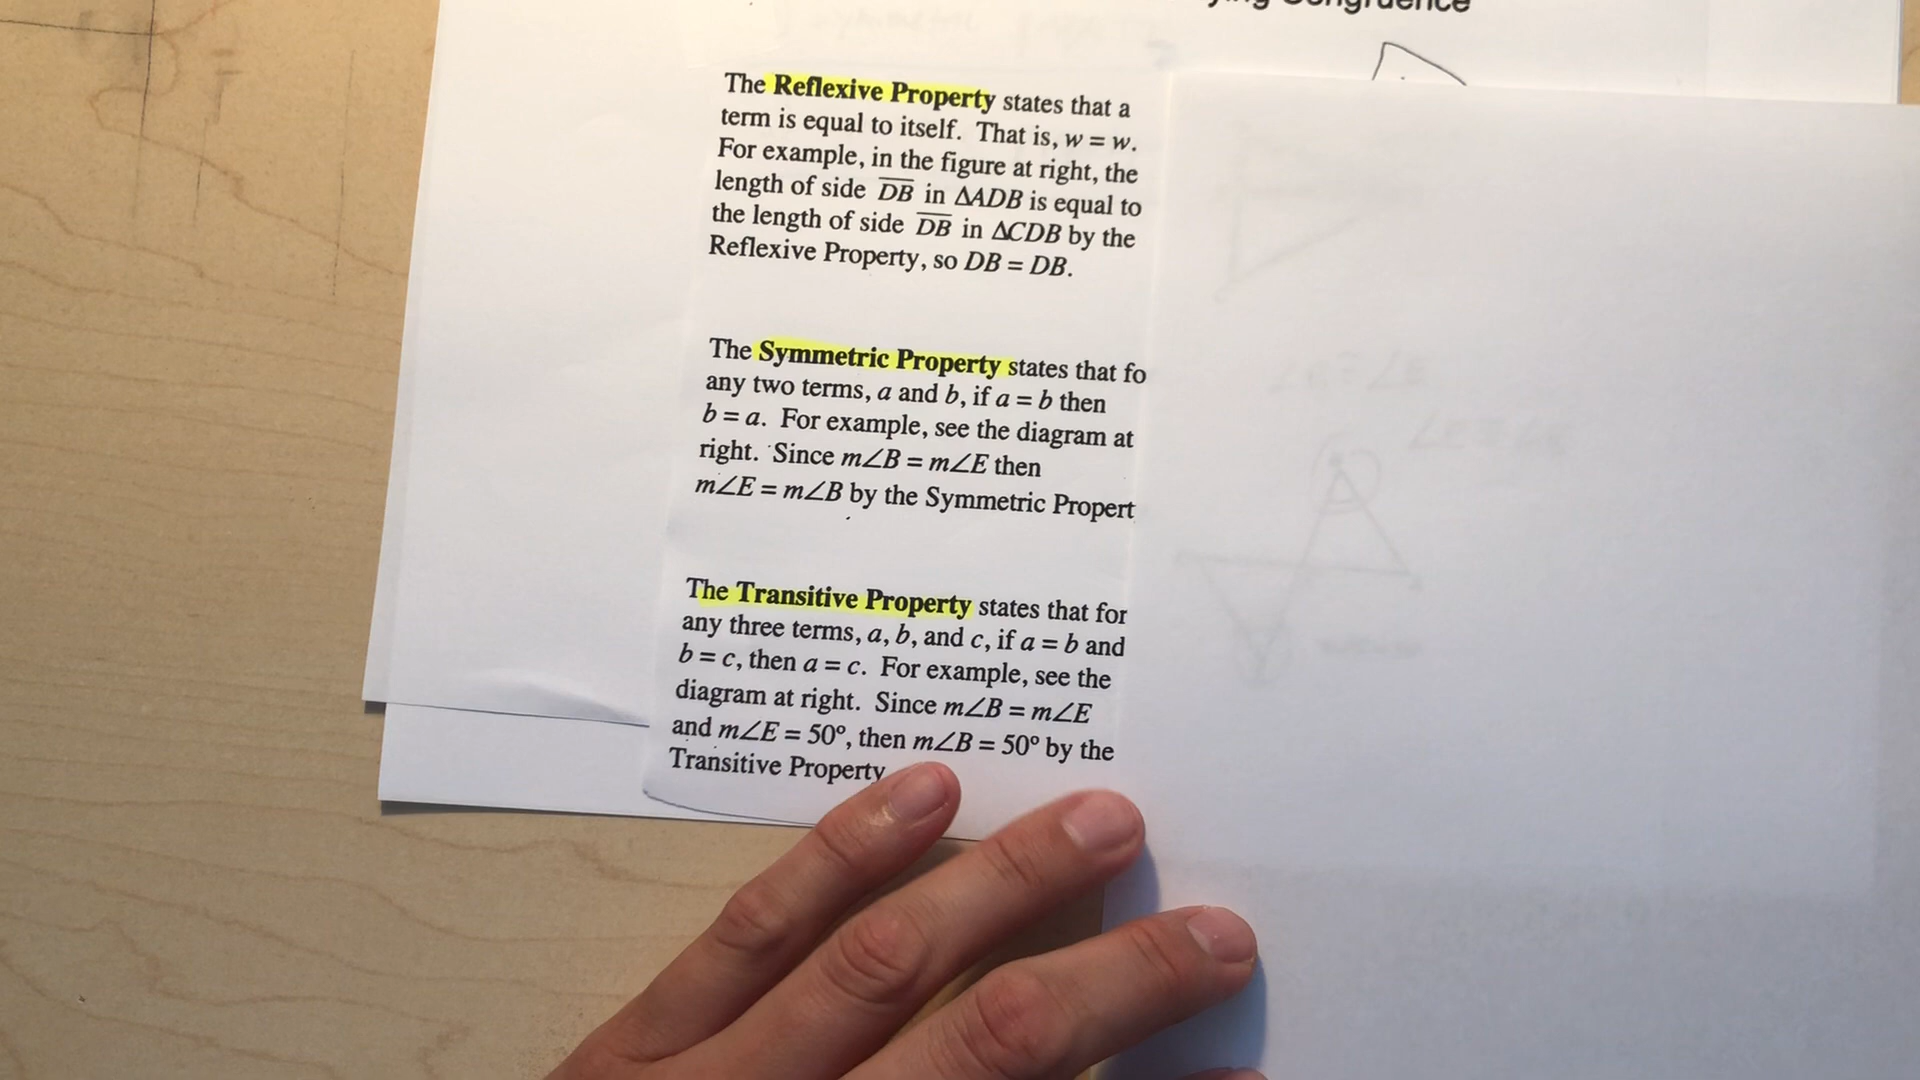 Congruence
The Reflexive Property states that a
term is equal to itself. That is, w = w.
For example, in the figure at right, the
length of side D̅B̅ in ΔADB is equal to
the length of side D̅B̅ in ΔCDB by the
Reflexive Property, so DB = DB.
The Symmetric Property states that fo
any two terms, a and b, if a = b then
b = a. For example, see the diagram at
right. Since m∠B = m∠E then
m∠E = m∠B by the Symmetric Propert
The Transitive Property states that for
any three terms, a, b, and c, if a = b and
b = c, then a = c. For example, see the
diagram at right. Since m∠B = m∠E
and m∠E = 50º, then m∠B = 50º by the
Transitive Property